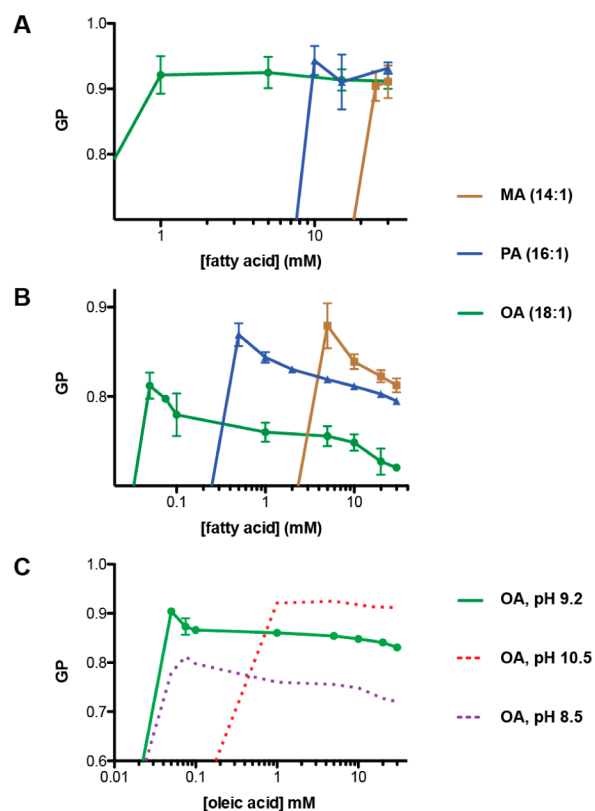 A
1.0
0.9
0.8
GP
1
10
[fatty acid] (mM)
MA (14:1)
PA (16:1)
OA (18:1)
B
0.9
0.8
GP
0.1
1
10
[fatty acid] (mM)
C
1.0
0.9
0.8
0.7
0.6
GP
0.01
0.1
1
10
[oleic acid] mM
OA, pH 9.2
OA, pH 10.5
OA, pH 8.5